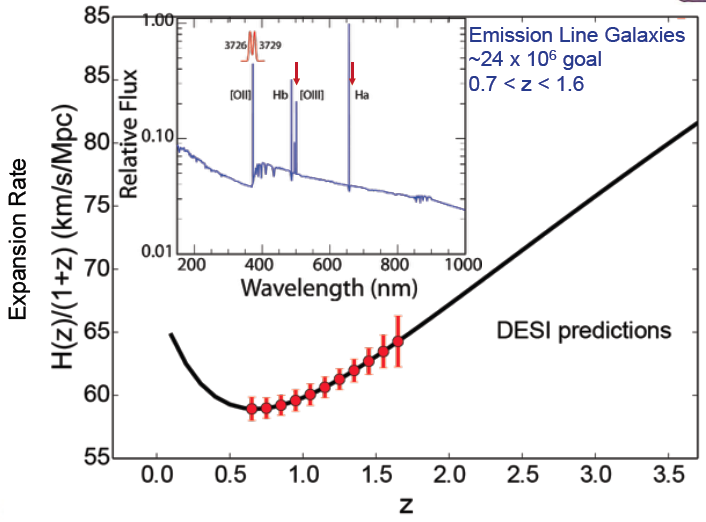 Emission Line Galaxies
~24 x 10⁶ goal
0.7 < z < 1.6
1.00
0.10
0.01
Relative Flux
3726
3729
[OII]
Hb
[OIII]
Ha
200
400
600
800
1000
Wavelength (nm)
Expansion Rate
H(z)/(1+z) (km/s/Mpc)
85
85
80
75
70
65
60
55
DESI predictions
0.0
0.5
1.0
1.5
2.0
2.5
3.0
3.5
z